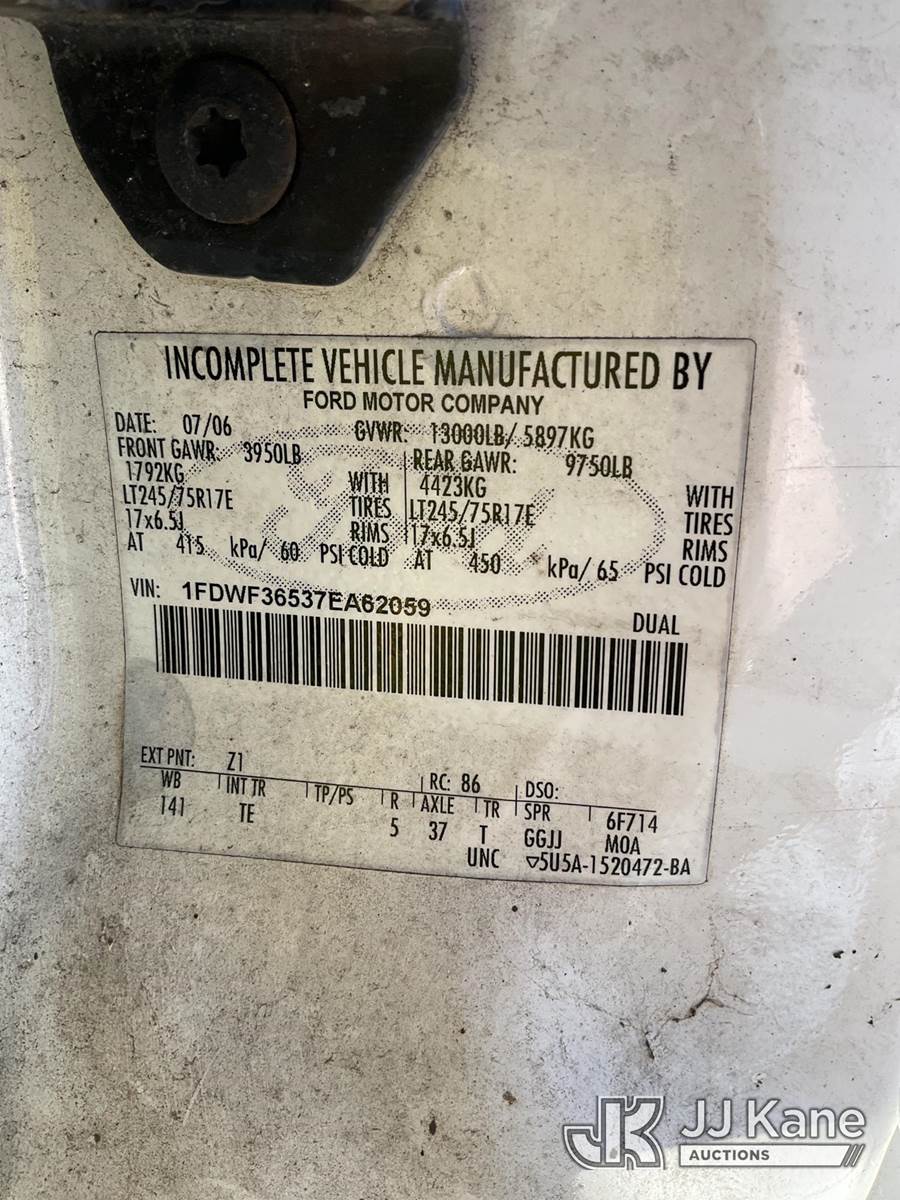 INCOMPLETE VEHICLE MANUFACTURED BY
FORD MOTOR COMPANY
DATE: 07/06 GVWR: 13000LB/ 5897KG
FRONT GAWR: 3950LB REAR GAWR: 9750LB
1792KG WITH 4423KG WITH
LT245/75R17E TIRES LT245/75R17E TIRES
17x6.5J RIMS 17x6.5J RIMS
AT 415 kPa/ 60 PSI COLD AT 450 kPa/ 65 PSI COLD
VIN: 1FDWF36537EA62059
DUAL
EXT PNT: Z1 RC: 86 DSO:
WB INT TR TP/PS R AXLE TR SPR 6F714
141 TE 5 37 T GGJJ MOA
UNC ▽5U5A-1520472-BA
JK JJ Kane
AUCTIONS